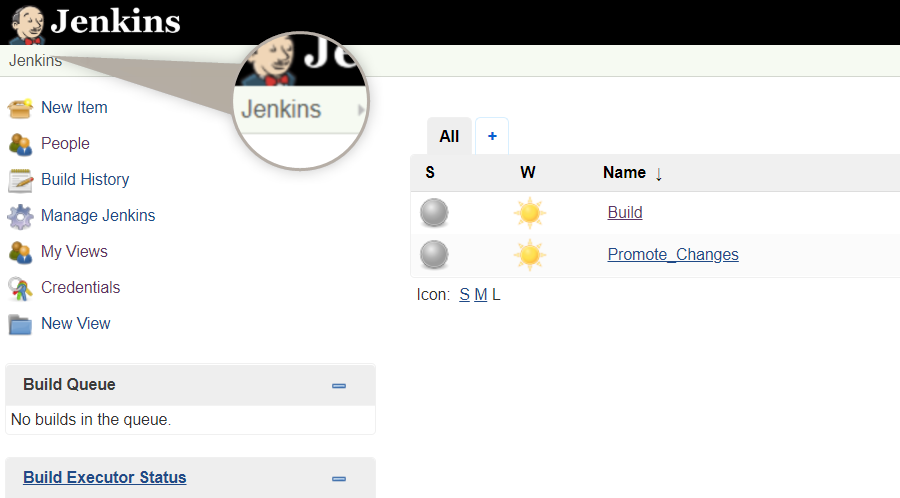 Jenkins
Jenkins
Je
Jenkins
New Item
People
Build History
Manage Jenkins
My Views
Credentials
New View
Build Queue
No builds in the queue.
Build Executor Status
All +
S W Name ↓
Build
Promote_Changes
Icon: S M L